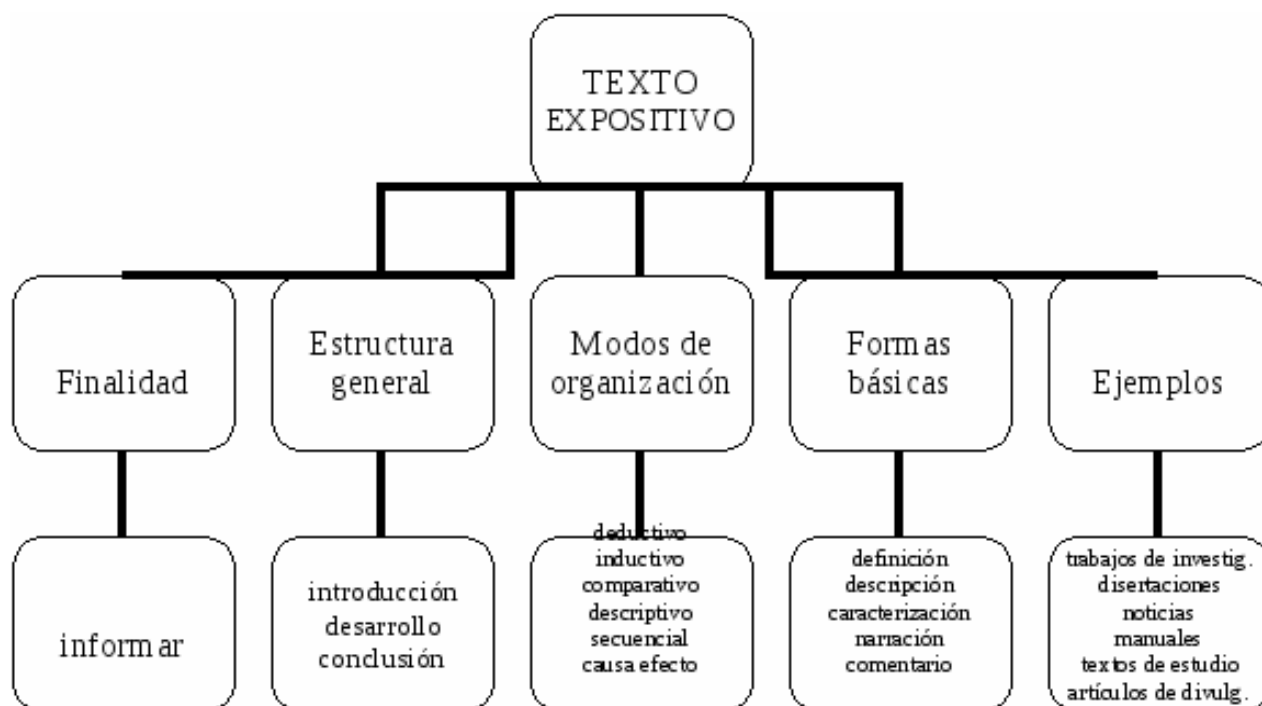 TEXTO
EXPOSITIVO
Finalidad
Estructura
general
Modos de
organización
Formas
básicas
Ejemplos
informar
introducción
desarrollo
conclusión
deductivo
inductivo
comparativo
descriptivo
secuencial
causa efecto
definición
descripción
caracterización
narración
comentario
trabajos de investig.
disertaciones
noticias
manuales
textos de estudio
artículos de divulg.